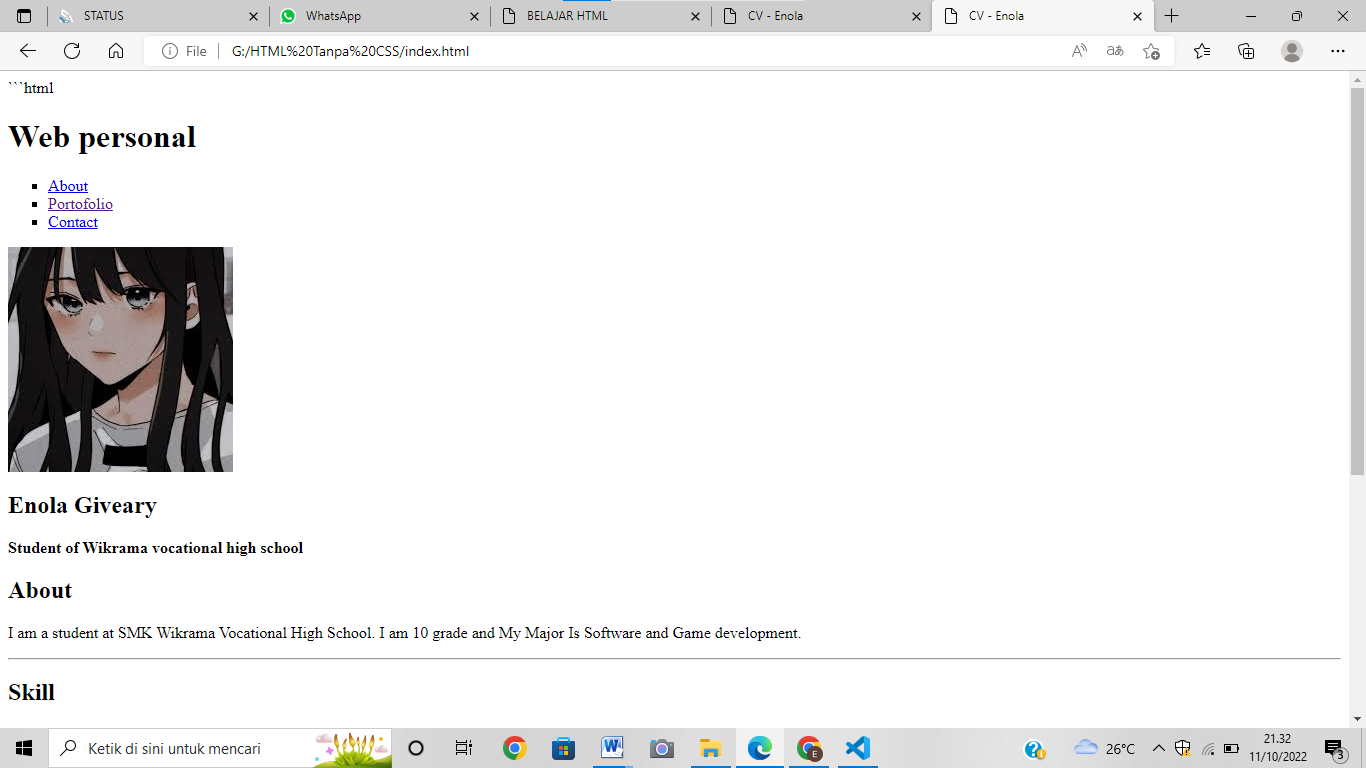 STATUS
WhatsApp
BELAJAR HTML
CV - Enola
CV - Enola
File
G:/HTML%20Tanpa%20CSS/index.html
```html
Web personal
About
Portofolio
Contact
Enola Giveary
Student of Wikrama vocational high school
About
I am a student at SMK Wikrama Vocational High School. I am 10 grade and My Major Is Software and Game development.
Skill
Ketik di sini untuk mencari
26°C
21.32
11/10/2022
3